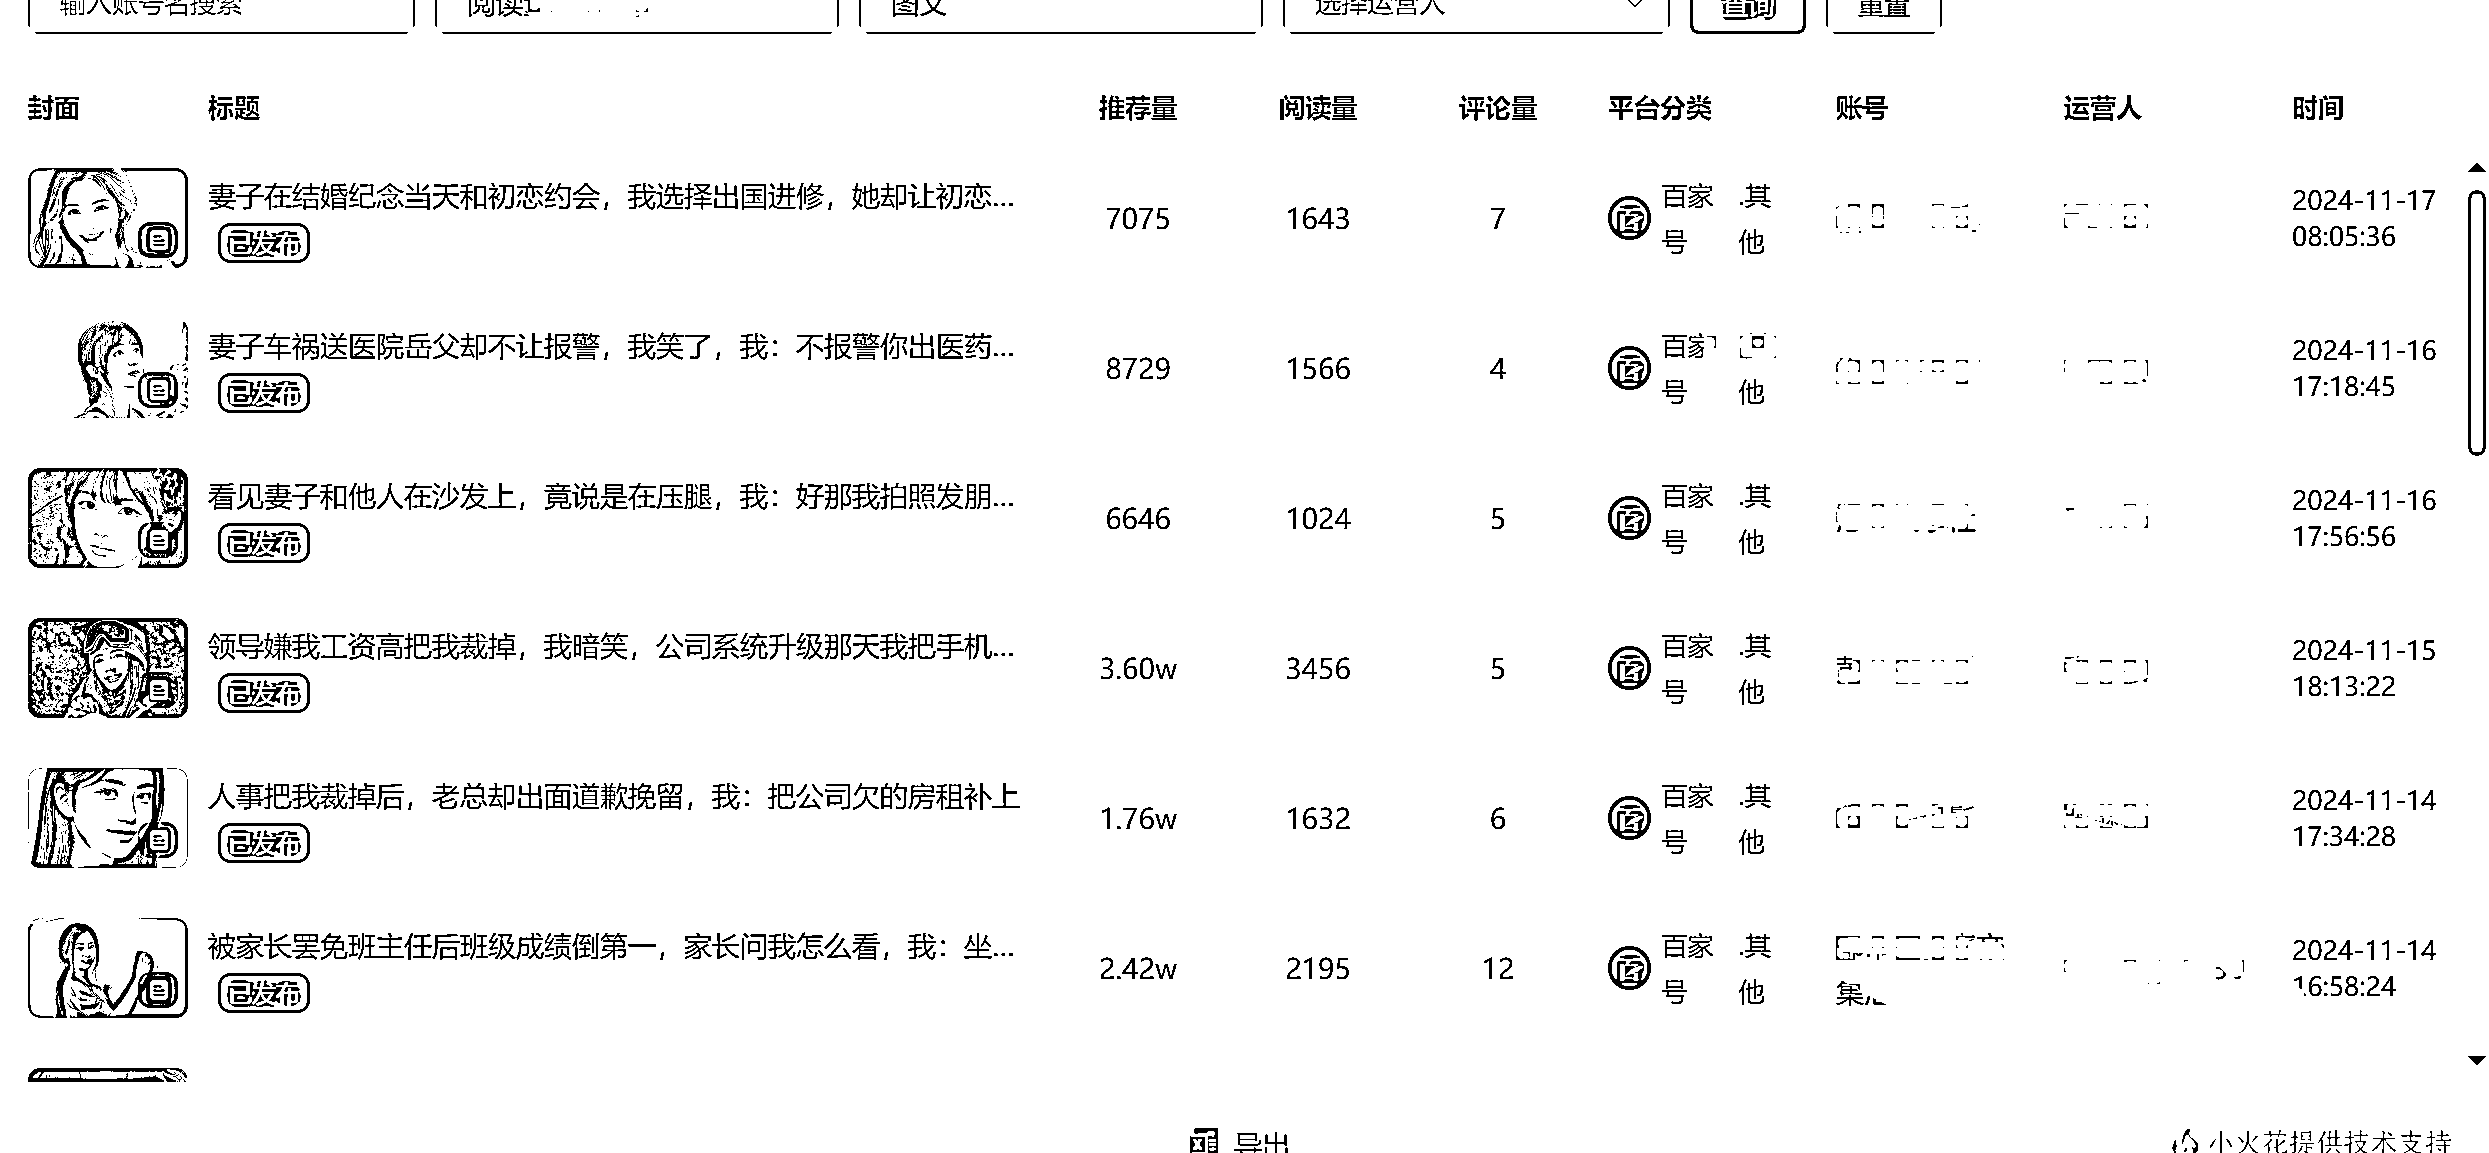 输入账号名搜索
图文
选择运营人
查询
重置
封面 标题 推荐量 阅读量 评论量 平台分类 账号 运营人 时间
妻子在结婚纪念当天和初恋约会，我选择出国进修，她却让初恋...
已发布
7075 1643 7 百家号 .其他 2024-11-17 08:05:36
妻子车祸送医院岳父却不让报警，我笑了，我：不报警你出医药...
已发布
8729 1566 4 百家号 他 2024-11-16 17:18:45
看见妻子和他人在沙发上，竟说是在压腿，我：好那我拍照发朋...
已发布
6646 1024 5 百家号 .其他 2024-11-16 17:56:56
领导嫌我工资高把我裁掉，我暗笑，公司系统升级那天我把手机...
已发布
3.60w 3456 5 百家号 .其他 2024-11-15 18:13:22
人事把我裁掉后，老总却出面道歉挽留，我：把公司欠的房租补上
已发布
1.76w 1632 6 百家号 .其他 2024-11-14 17:34:28
被家长罢免班主任后班级成绩倒第一，家长问我怎么看，我：坐...
已发布
2.42w 2195 12 百家号 .其他 集 2024-11-14 16:58:24
导出
小火花提供技术支持